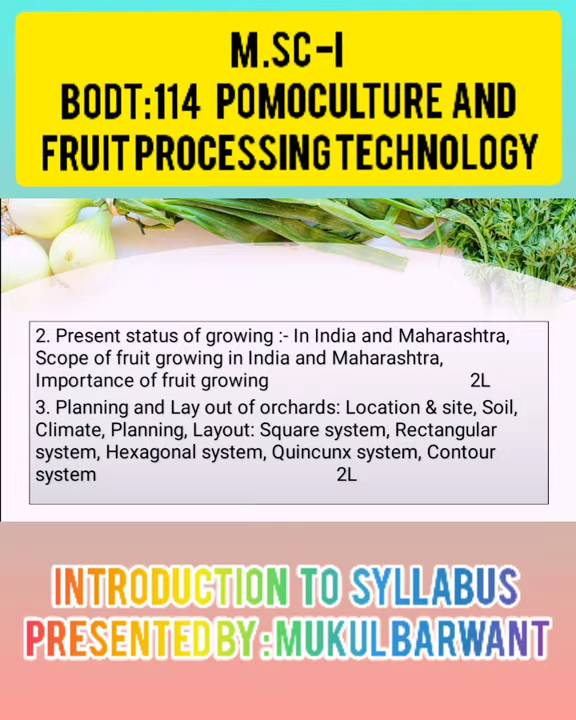 M.SC-I
BODT:114 POMOCULTURE AND
FRUIT PROCESSING TECHNOLOGY
2. Present status of growing :- In India and Maharashtra,
Scope of fruit growing in India and Maharashtra,
Importance of fruit growing 2L
3. Planning and Lay out of orchards: Location & site, Soil,
Climate, Planning, Layout: Square system, Rectangular
system, Hexagonal system, Quincunx system, Contour
system 2L
INTRODUCTION TO SYLLABUS
PRESENTED BY : MUKUL BARWANT